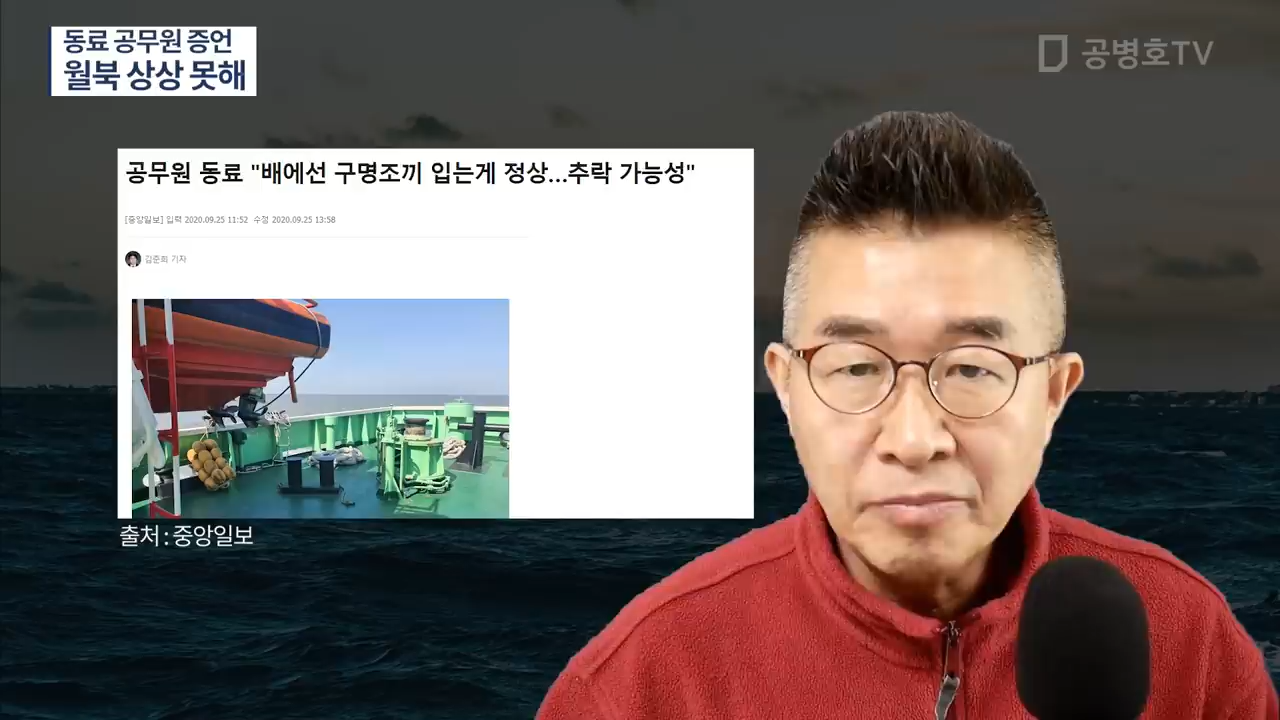 동료 공무원 증언
월북 상상 못해
공병호TV
공무원 동료 "배에선 구명조끼 입는게 정상...추락 가능성"
[중앙일보] 입력 2020.09.25 11:52 수정 2020.09.25 13:58
김준희 기자
출처 : 중앙일보